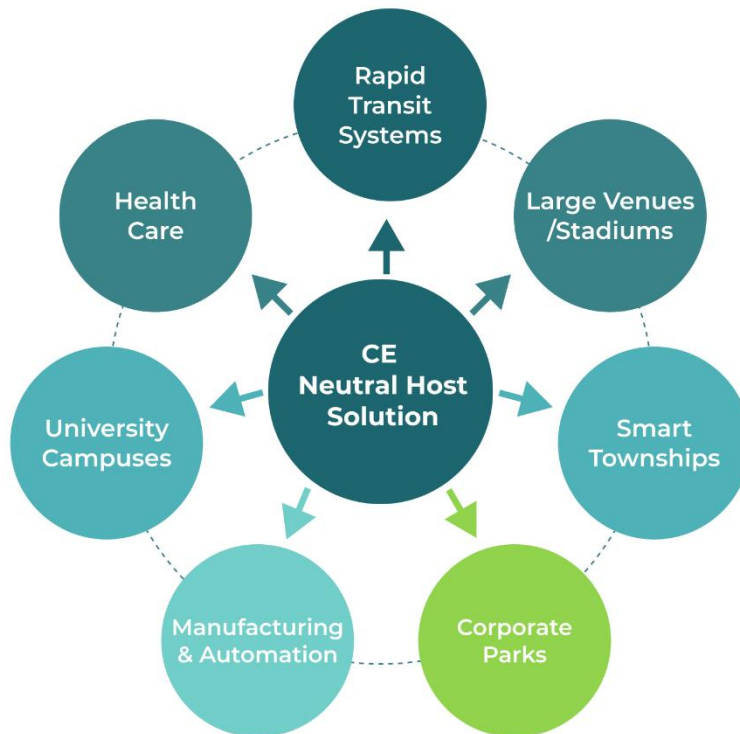 Rapid
Transit
Systems
Health
Care
Large Venues
/Stadiums
CE
Neutral Host
Solution
University
Campuses
Smart
Townships
Manufacturing
& Automation
Corporate
Parks